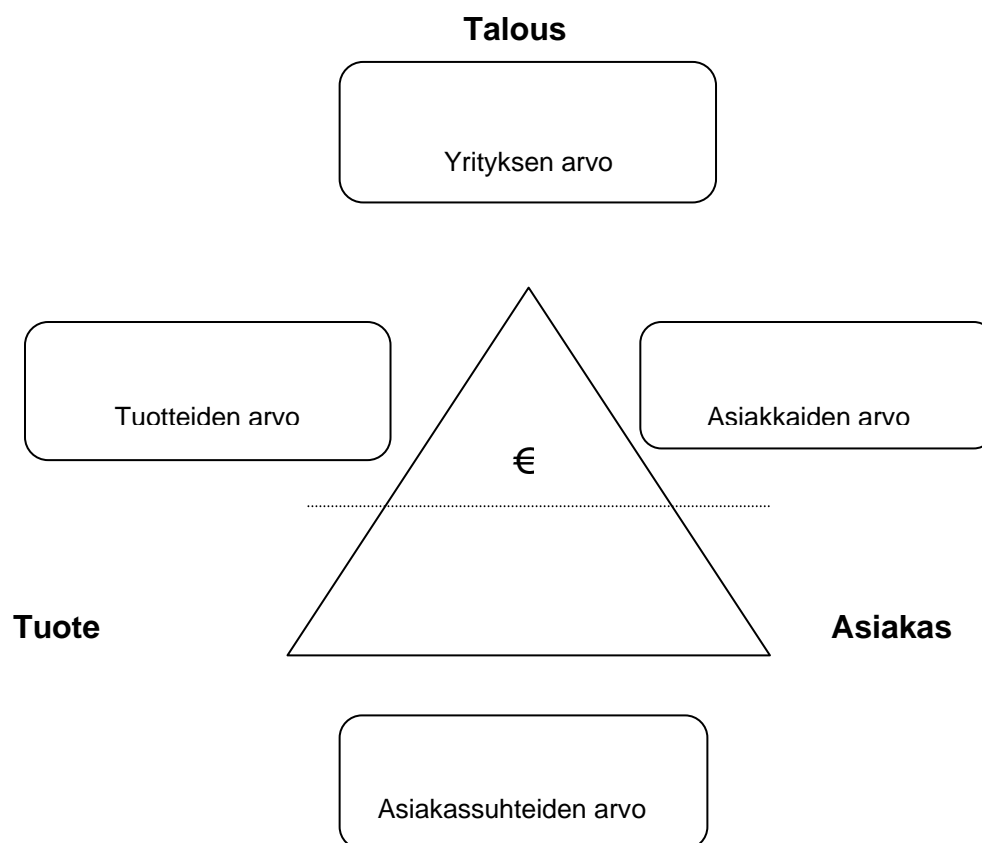 Talous
Yrityksen arvo
Tuotteiden arvo
Asiakkaiden arvo
€
Tuote
Asiakas
Asiakassuhteiden arvo